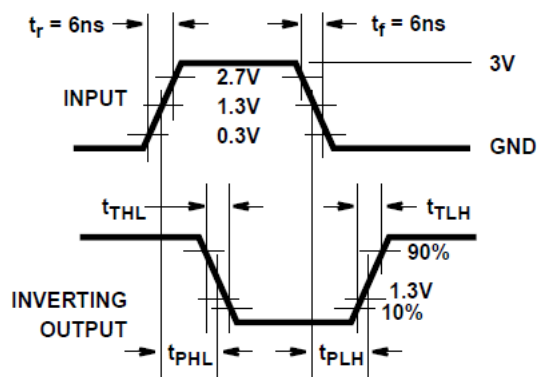 tr = 6ns
tf = 6ns
3V
2.7V
INPUT
1.3V
0.3V
GND
tTHL
tTLH
90%
1.3V
INVERTING
10%
OUTPUT
tPHL
tPLH